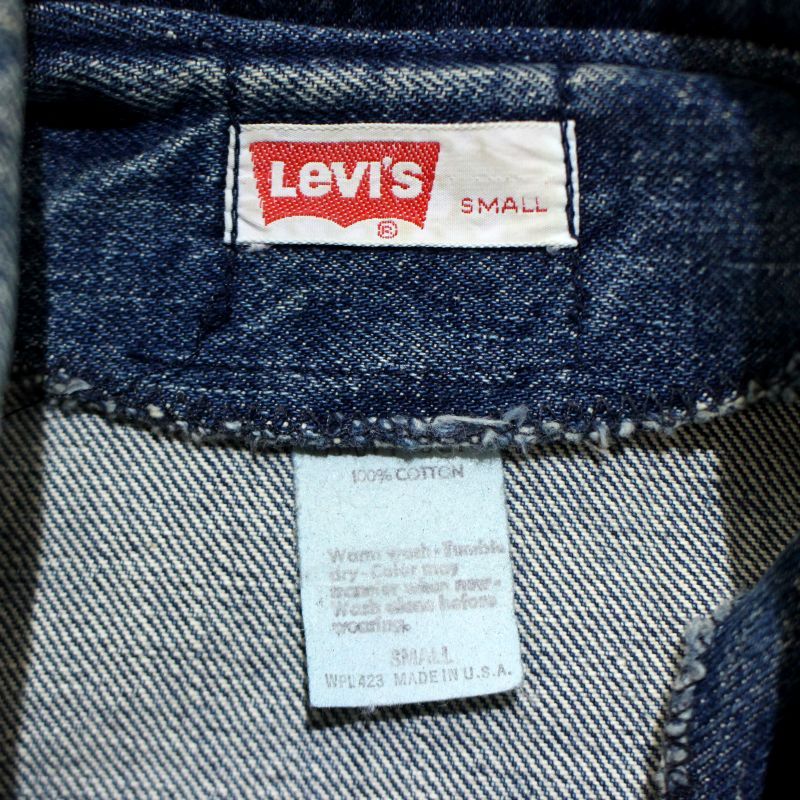 Levi's
SMALL
®
100% COTTON
Warm wash - Tumble
dry - Color may
when new-
Wash alone before
wearing.
SMALL
WPL423 MADE IN U.S.A.